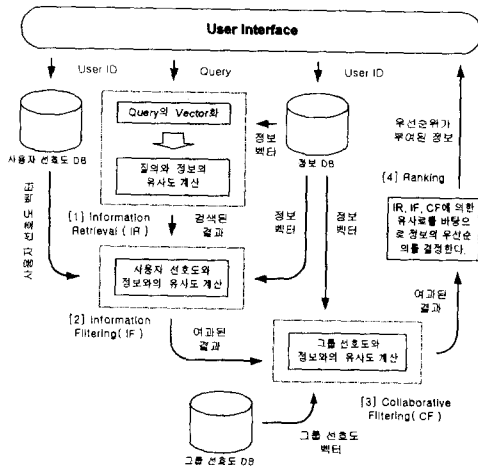 User Interface
User ID
Query
User ID
Query의 Vector화
질의와 정보의
유사도 계산
정보
벡터
사용자 선호도 DB
정보 DB
우선순위가
부여된 정보
[4] Ranking
IR, IF, CF에 의한
유사도를 바탕으
로 정보의 우선순
위를 결정한다.
[1] Information
Retrieval ( IR )
검색된
결과
정보
벡터
정보
벡터
사용자 선호도 벡터
사용자 선호도와
정보와의 유사도 계산
[2] Information
Filtering ( IF )
여과된
결과
여과된
결과
그룹 선호도와
정보와의 유사도 계산
[3] Collaborative
Filtering ( CF )
그룹 선호도
벡터
그룹 선호도 DB